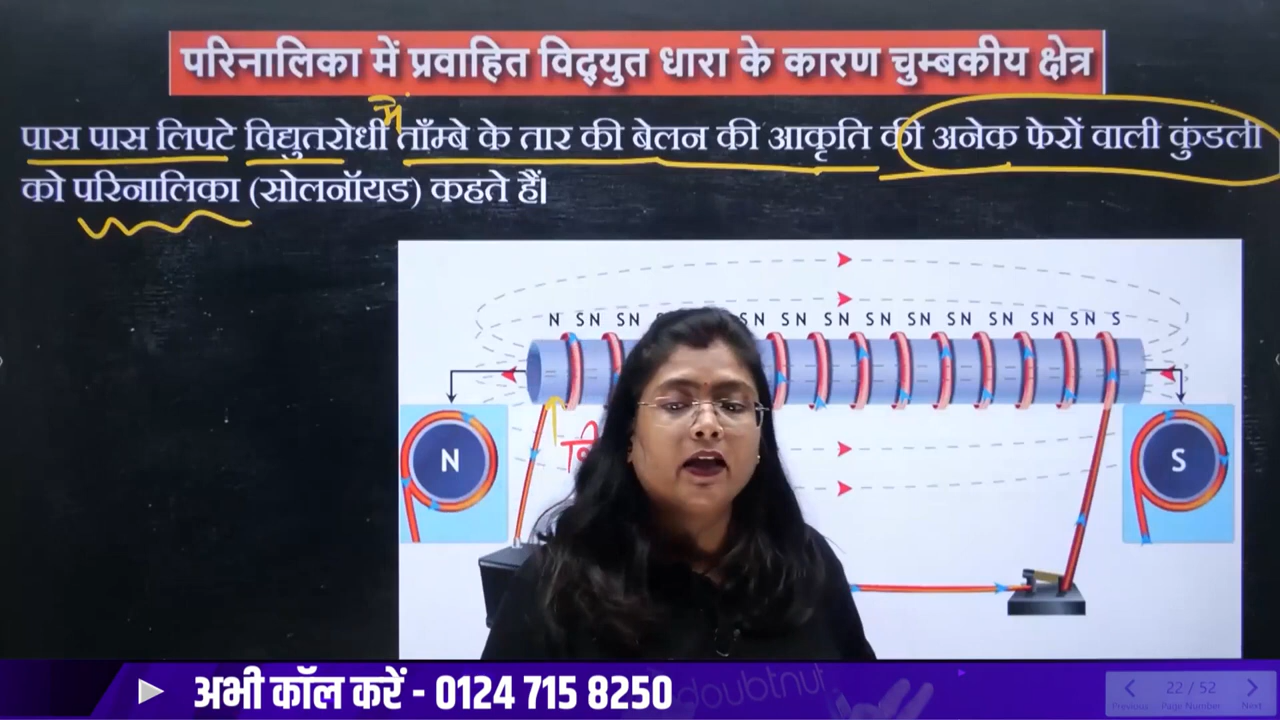 परिनालिका में प्रवाहित विद्युत धारा के कारण चुम्बकीय क्षेत्र
में
पास पास लिपटे विद्युतरोधी ताँम्बे के तार की बेलन की आकृति की अनेक फेरों वाली कुंडली
को परिनालिका (सोलनॉयड) कहते हैं।
N SN SN S SN SN SN SN SN SN SN SN SN S
N
S
अभी कॉल करें - 0124 715 8250
doubtnut
22 / 52
Previous Page Number Next